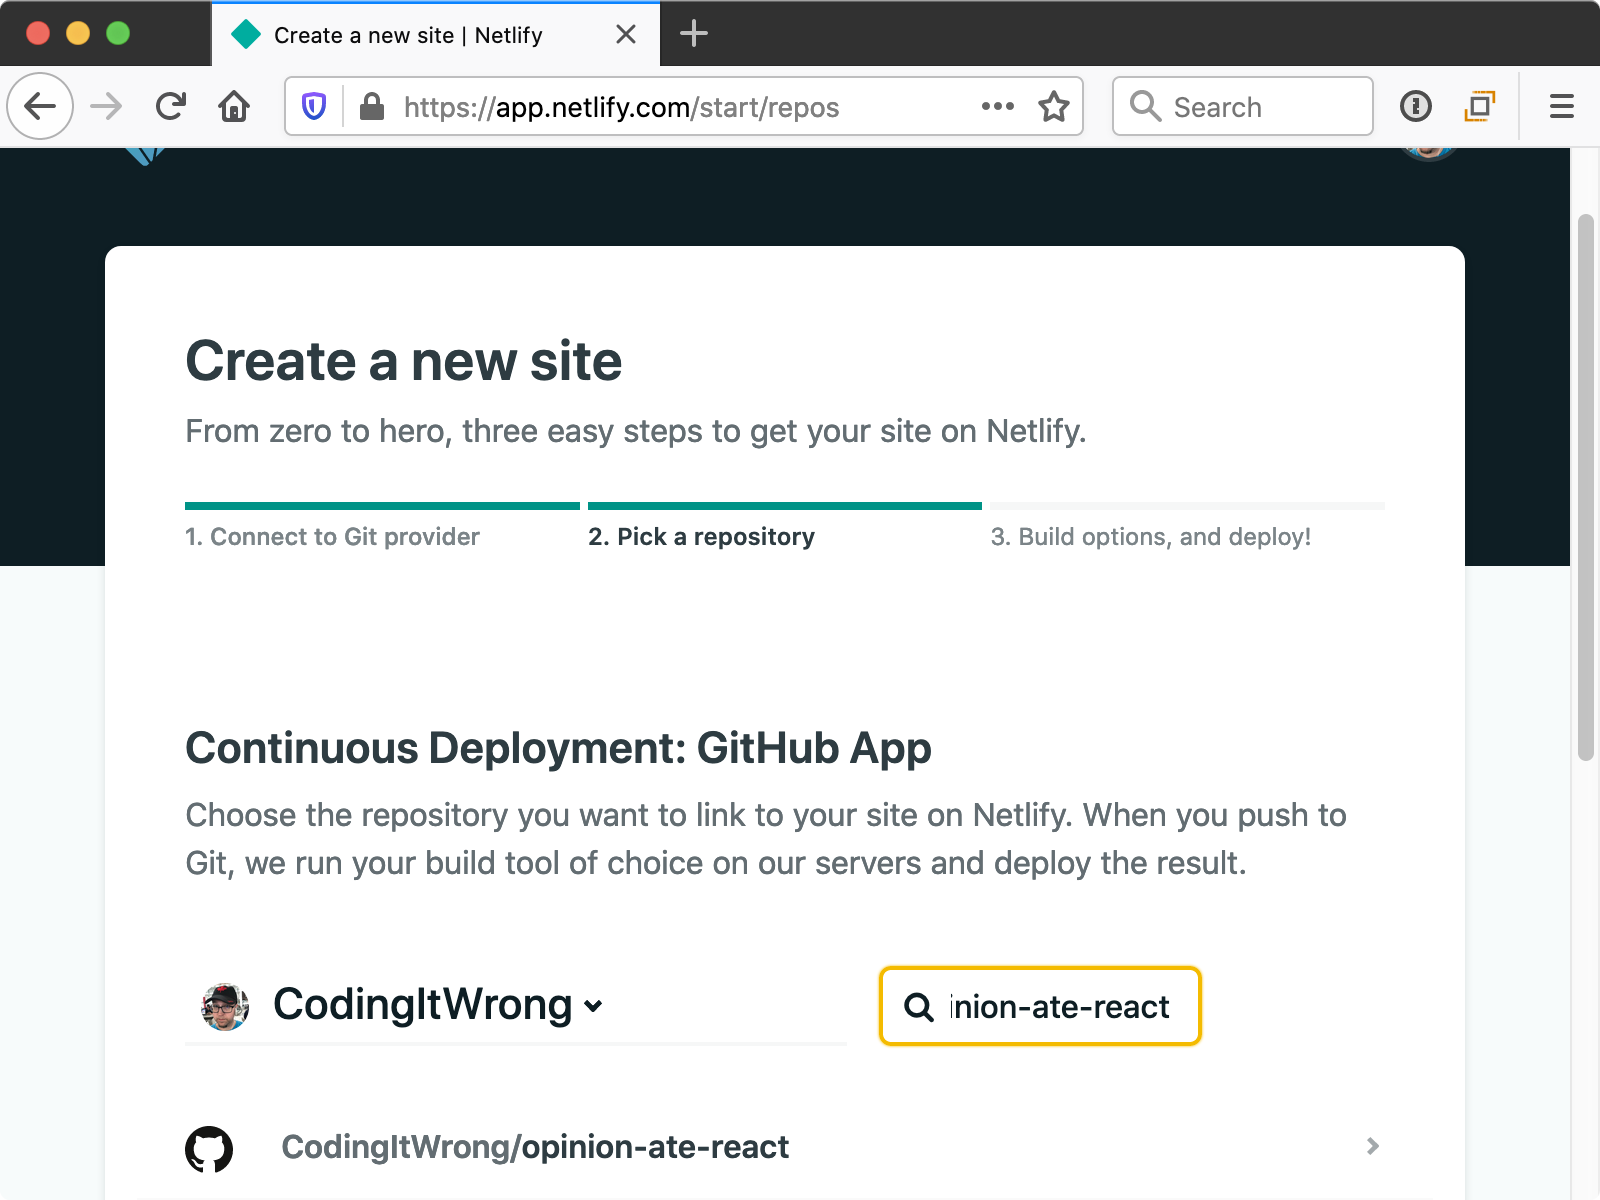 Create a new site | Netlify
https://app.netlify.com/start/repos
Search
Create a new site
From zero to hero, three easy steps to get your site on Netlify.
1. Connect to Git provider
2. Pick a repository
3. Build options, and deploy!
Continuous Deployment: GitHub App
Choose the repository you want to link to your site on Netlify. When you push to
Git, we run your build tool of choice on our servers and deploy the result.
CodingItWrong
inion-ate-react
CodingItWrong/opinion-ate-react